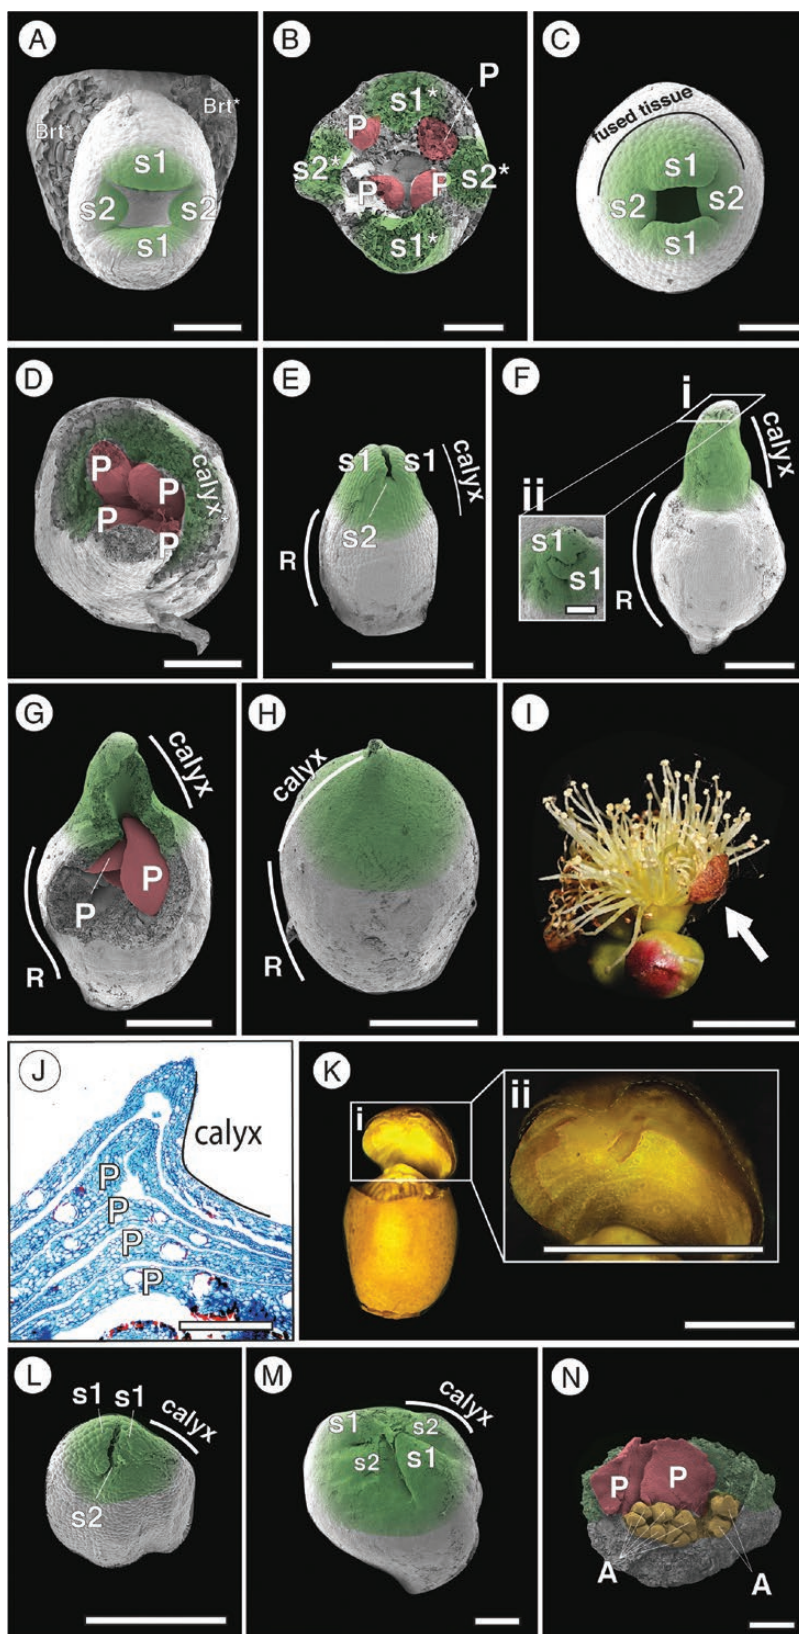 A
Brt*
Brt*
s1
s2
s2
s1
B
P
s1*
P
s2*
s2*
P
P
s1*
C
fused tissue
s1
s2
s2
s1
D
P
P
P
P
calyx*
E
s1
s1
calyx
s2
R
F
i
calyx
ii
s1
s1
R
G
calyx
P
P
R
H
calyx
R
I
J
calyx
P
P
P
P
K
i
ii
L
s1
s1
calyx
s2
M
s1
s2
calyx
s2
s1
N
P
P
A
A